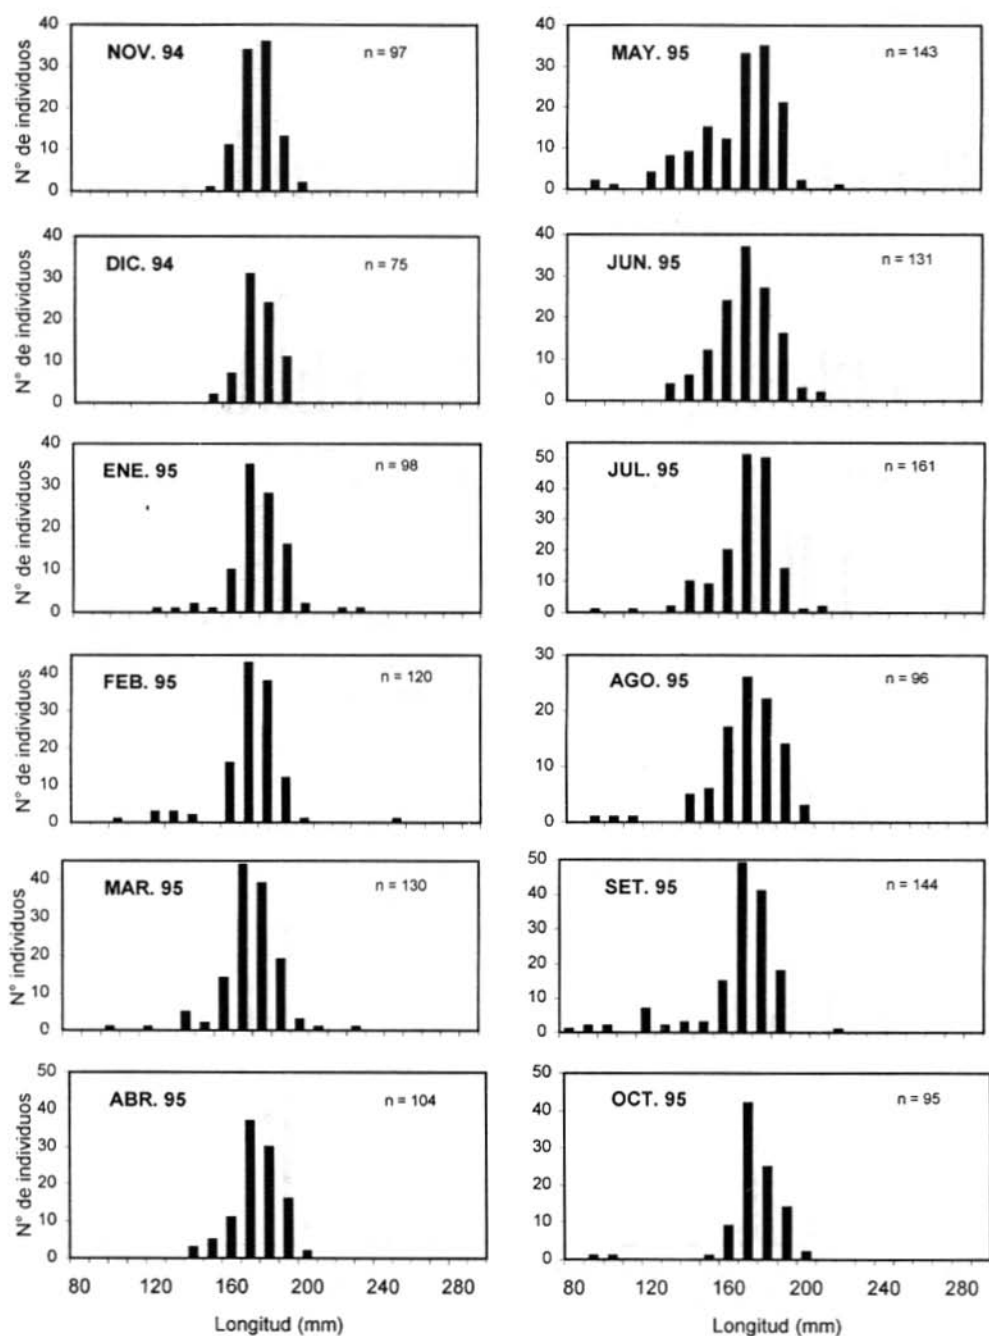 N° de individuos
40
30
20
10
0
NOV. 94
n = 97
N° de individuos
40
30
20
10
0
DIC. 94
n = 75
N° de individuos
40
30
20
10
0
ENE. 95
n = 98
N° de individuos
40
30
20
10
0
FEB. 95
n = 120
N° individuos
40
30
20
10
0
MAR. 95
n = 130
N° de individuos
50
40
30
20
10
0
ABR. 95
n = 104
80 120 160 200 240 280
Longitud (mm)
40
30
20
10
0
MAY. 95
n = 143
40
30
20
10
0
JUN. 95
n = 131
50
40
30
20
10
0
JUL. 95
n = 161
30
20
10
0
AGO. 95
n = 96
50
40
30
20
10
0
SET. 95
n = 144
50
40
30
20
10
0
OCT. 95
n = 95
80 120 160 200 240 280
Longitud (mm)